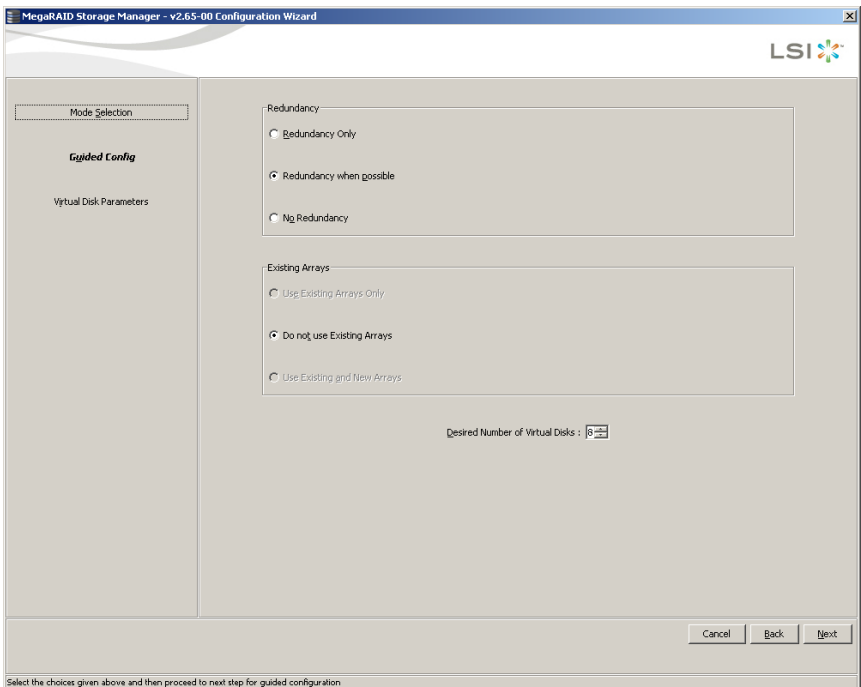 MegaRAID Storage Manager - v2.65-00 Configuration Wizard
LSI
Mode Selection
Guided Config
Virtual Disk Parameters
Redundancy
Redundancy Only
Redundancy when possible
No Redundancy
Existing Arrays
Use Existing Arrays Only
Do not use Existing Arrays
Use Existing and New Arrays
Desired Number of Virtual Disks : 8
Cancel
Back
Next
Select the choices given above and then proceed to next step for guided configuration